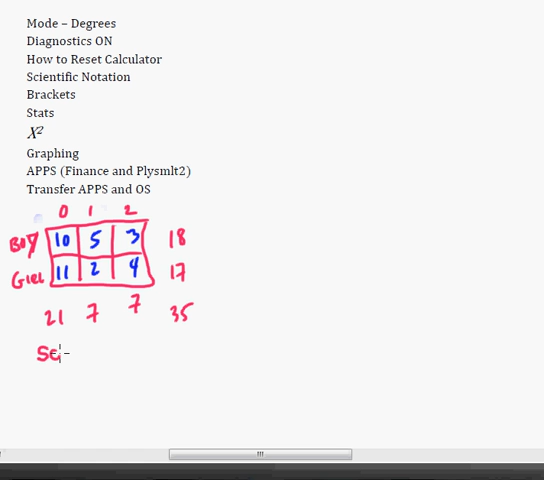 Mode – Degrees
Diagnostics ON
How to Reset Calculator
Scientific Notation
Brackets
Stats
X²
Graphing
APPS (Finance and Plysmlt2)
Transfer APPS and OS
0 1 2
Boy 10 5 3 18
Girl 11 2 4 17
21 7 7 35